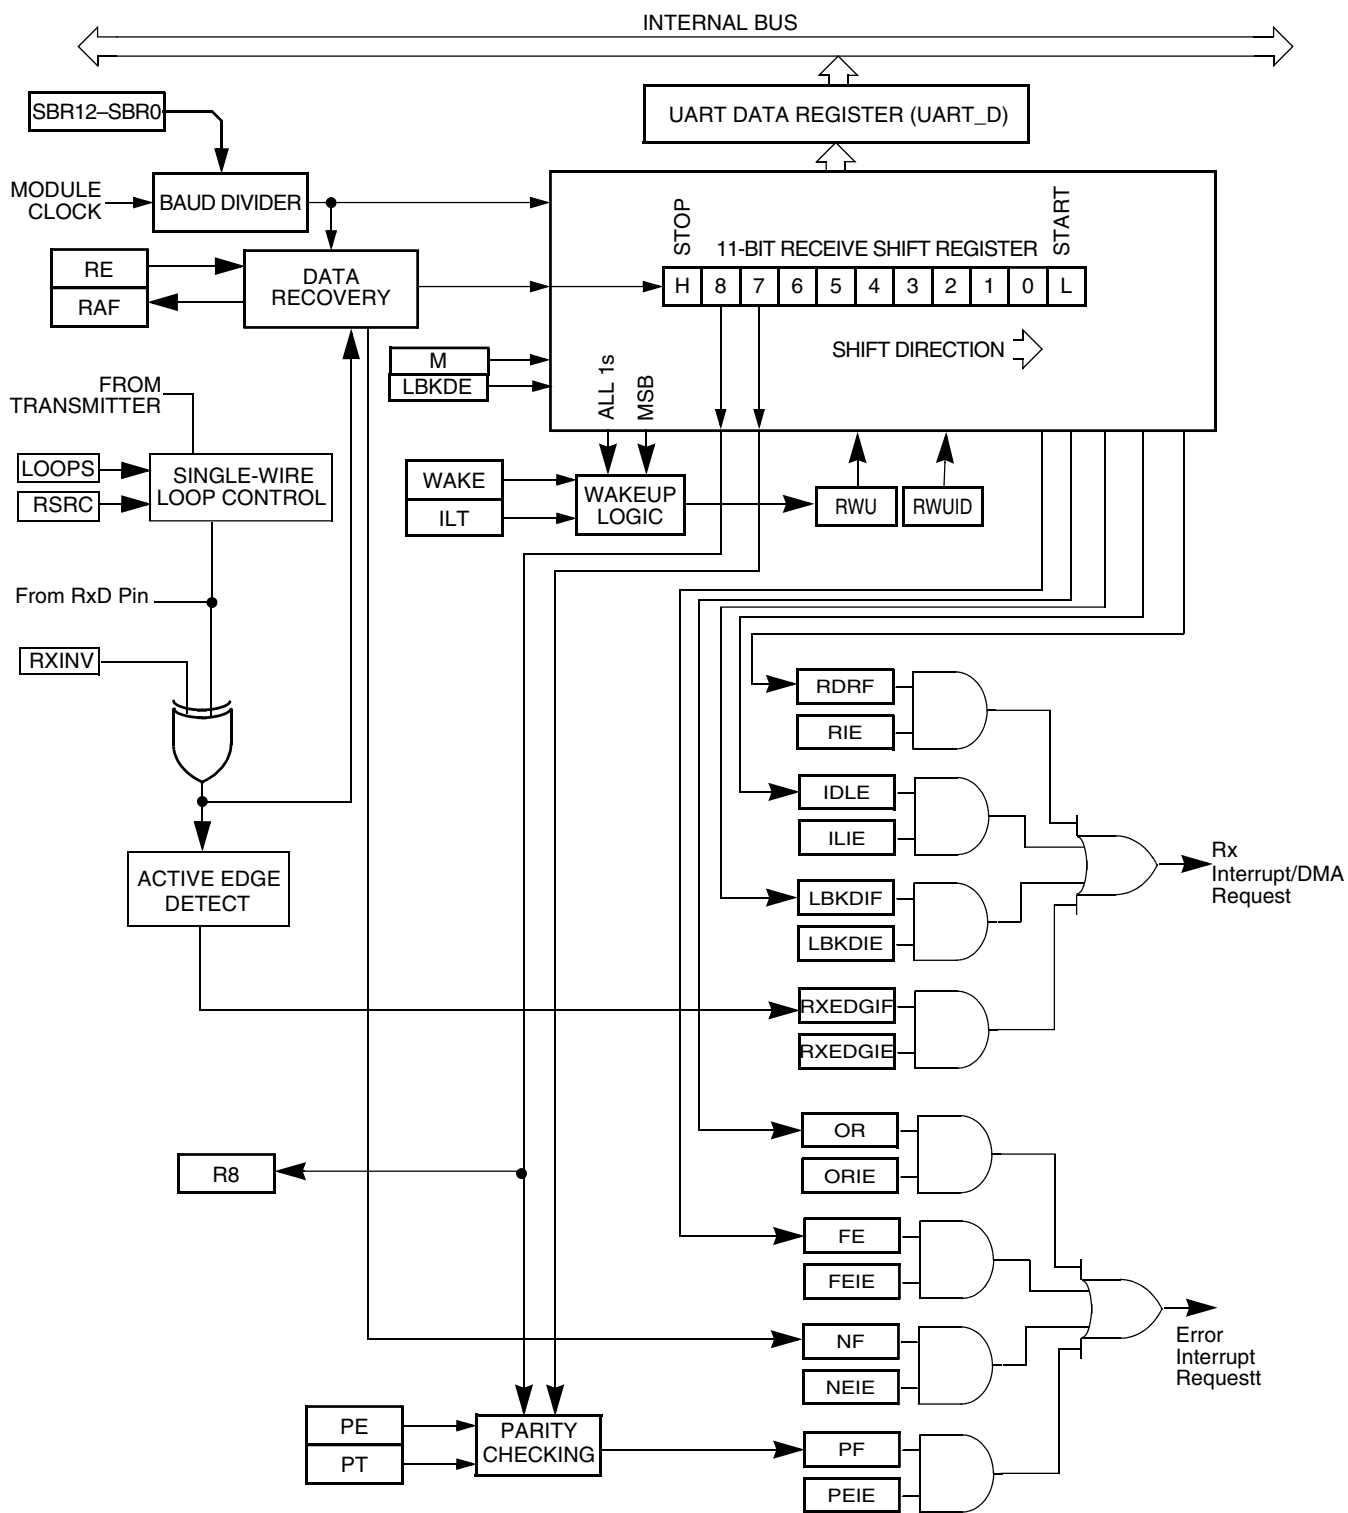 INTERNAL BUS
SBR12–SBR0
UART DATA REGISTER (UART_D)
MODULE
CLOCK
BAUD DIVIDER
STOP
START
11-BIT RECEIVE SHIFT REGISTER
H 8 7 6 5 4 3 2 1 0 L
RE
RAF
DATA
RECOVERY
SHIFT DIRECTION
M
LBKDE
ALL 1s
MSB
FROM
TRANSMITTER
LOOPS
RSRC
SINGLE-WIRE
LOOP CONTROL
WAKE
ILT
WAKEUP
LOGIC
RWU
RWUID
From RxD Pin
RXINV
RDRF
RIE
IDLE
ILIE
Rx
Interrupt/DMA
Request
ACTIVE EDGE
DETECT
LBKDIF
LBKDIE
RXEDGIF
RXEDGIE
OR
ORIE
R8
FE
FEIE
NF
NEIE
Error
Interrupt
Requestt
PE
PT
PARITY
CHECKING
PF
PEIE